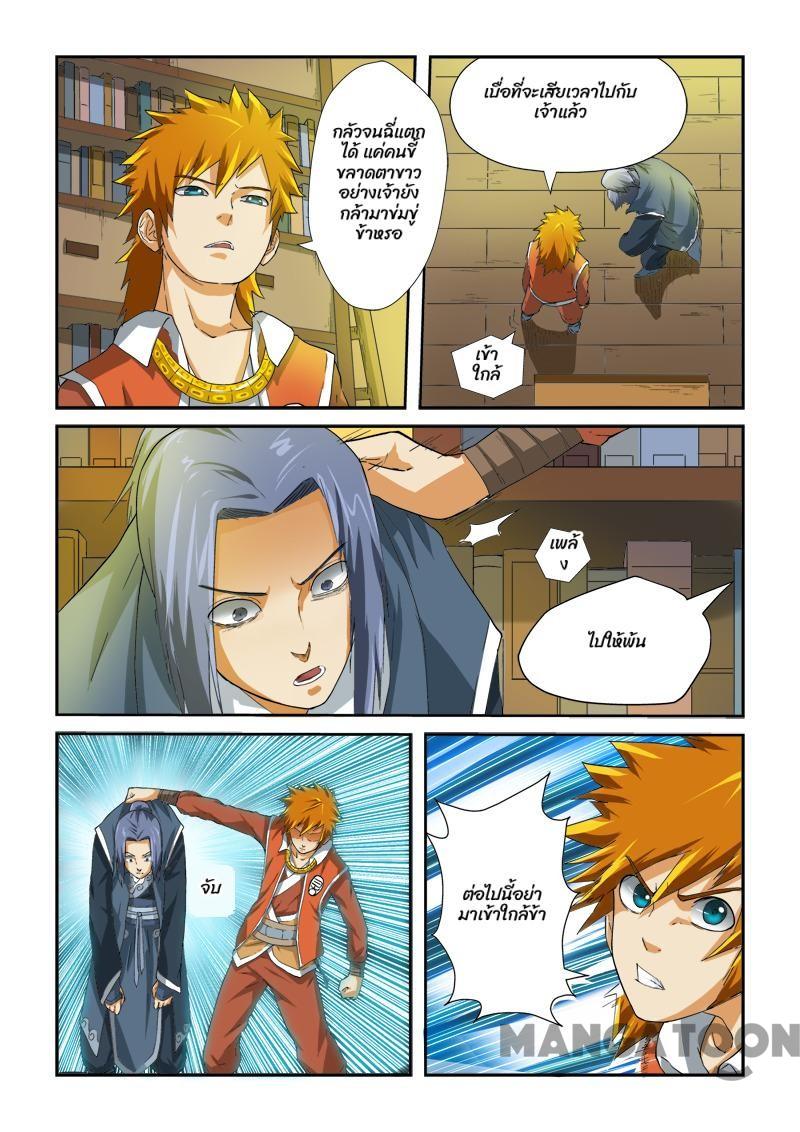 กลัวจนฉี่แตก
ได้ แค่คนขี้
ขลาดตาขาว
อย่างเจ้ายัง
กล้ามาข่มขู่
ข้าหรอ
เบื่อที่จะเสียเวลาไปกับ
เจ้าแล้ว
เข้า
ใกล้
เพล้
ง
ไปให้พ้น
จับ
ต่อไปนี้อย่า
มาเข้าใกล้ข้า
MANGATOON